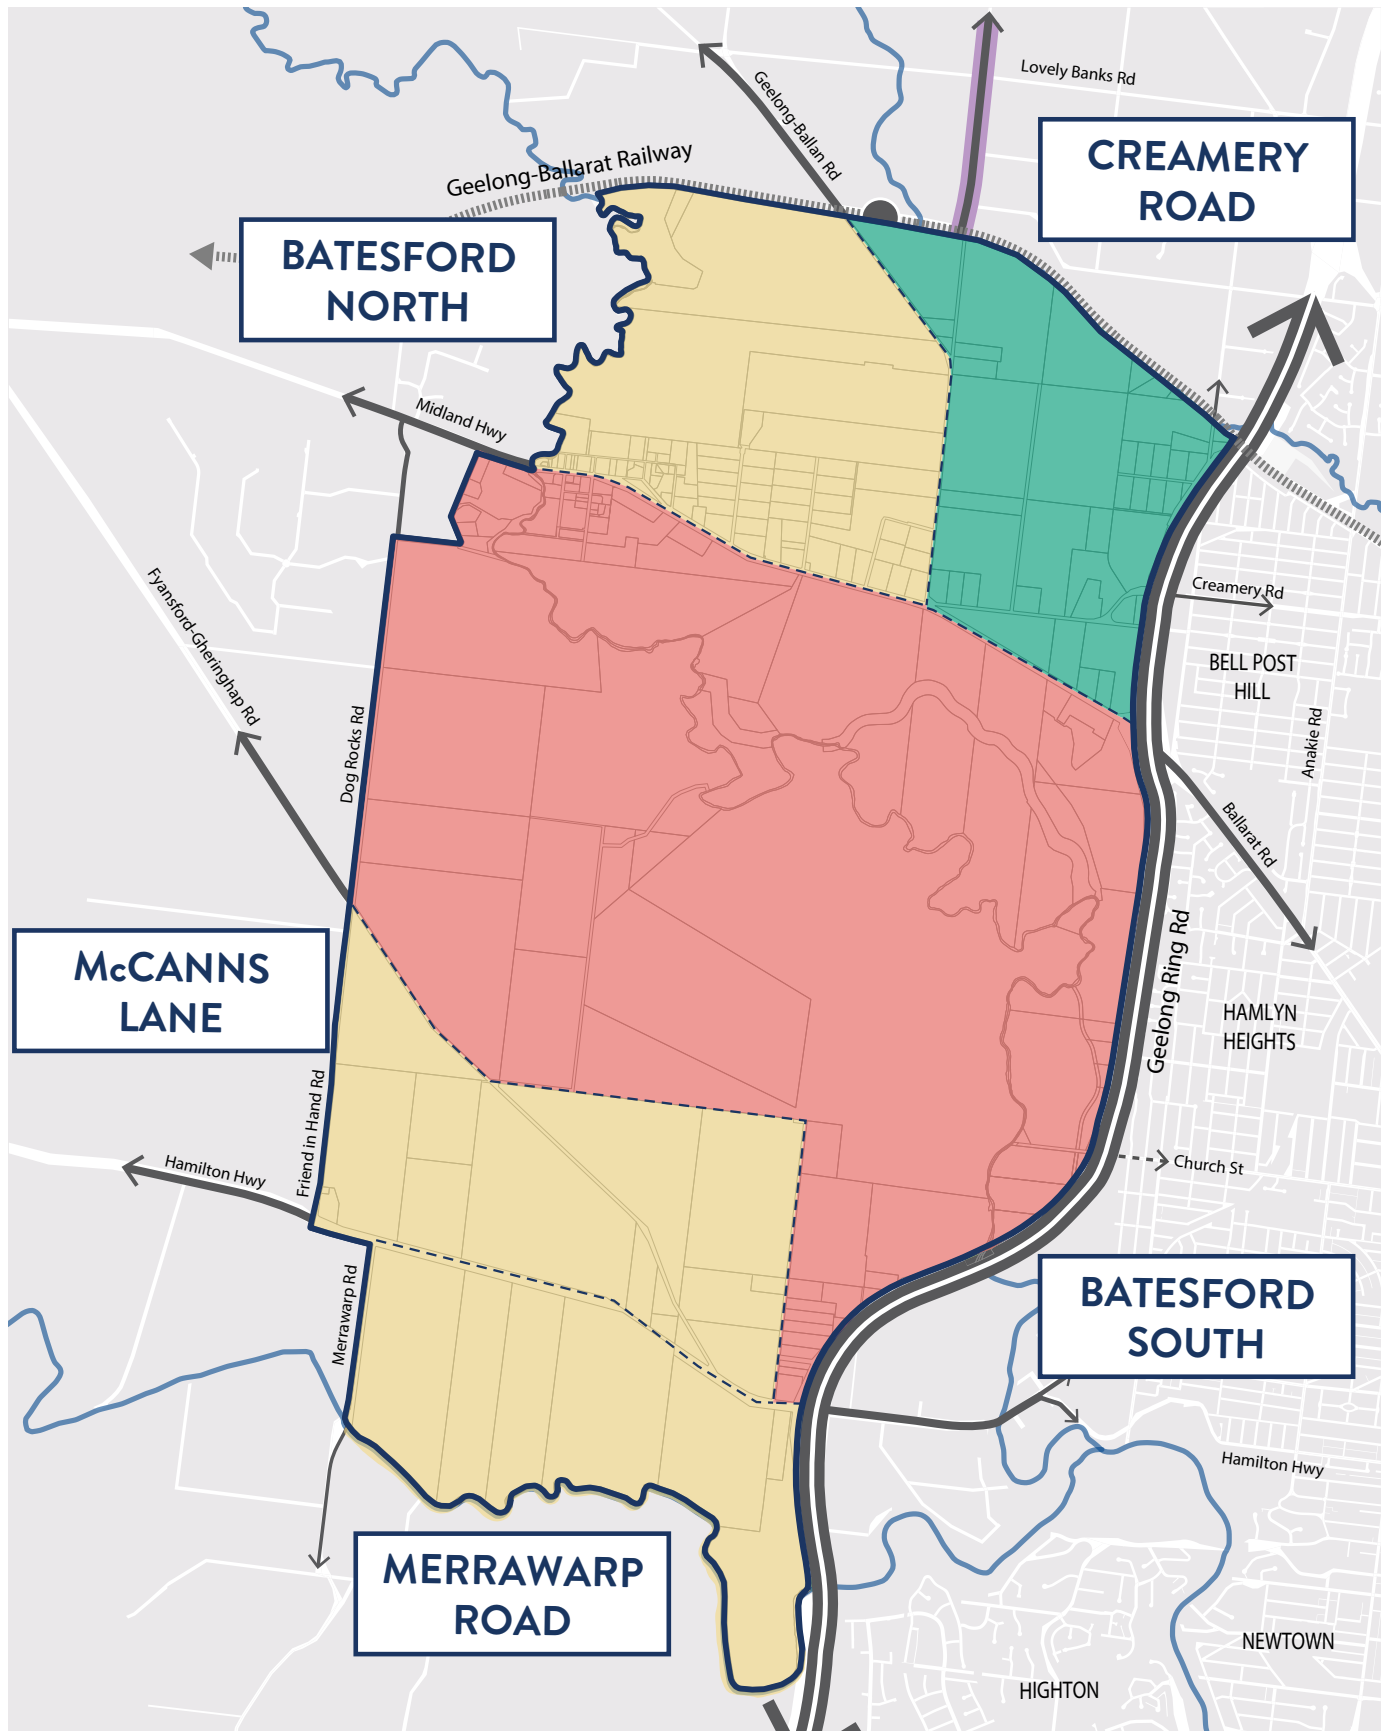 Lovely Banks Rd
Geelong-Ballan Rd
CREAMERY
ROAD
Geelong-Ballarat Railway
BATESFORD
NORTH
Midland Hwy
Creamery Rd
Fyansford-Gheringhap Rd
BELL POST
HILL
Dog Rocks Rd
Anakie Rd
Ballarat Rd
McCANNS
LANE
Geelong Ring Rd
HAMLYN
HEIGHTS
Friend in Hand Rd
Hamilton Hwy
Church St
BATESFORD
SOUTH
Merrawarp Rd
Hamilton Hwy
MERRAWARP
ROAD
NEWTOWN
HIGHTON